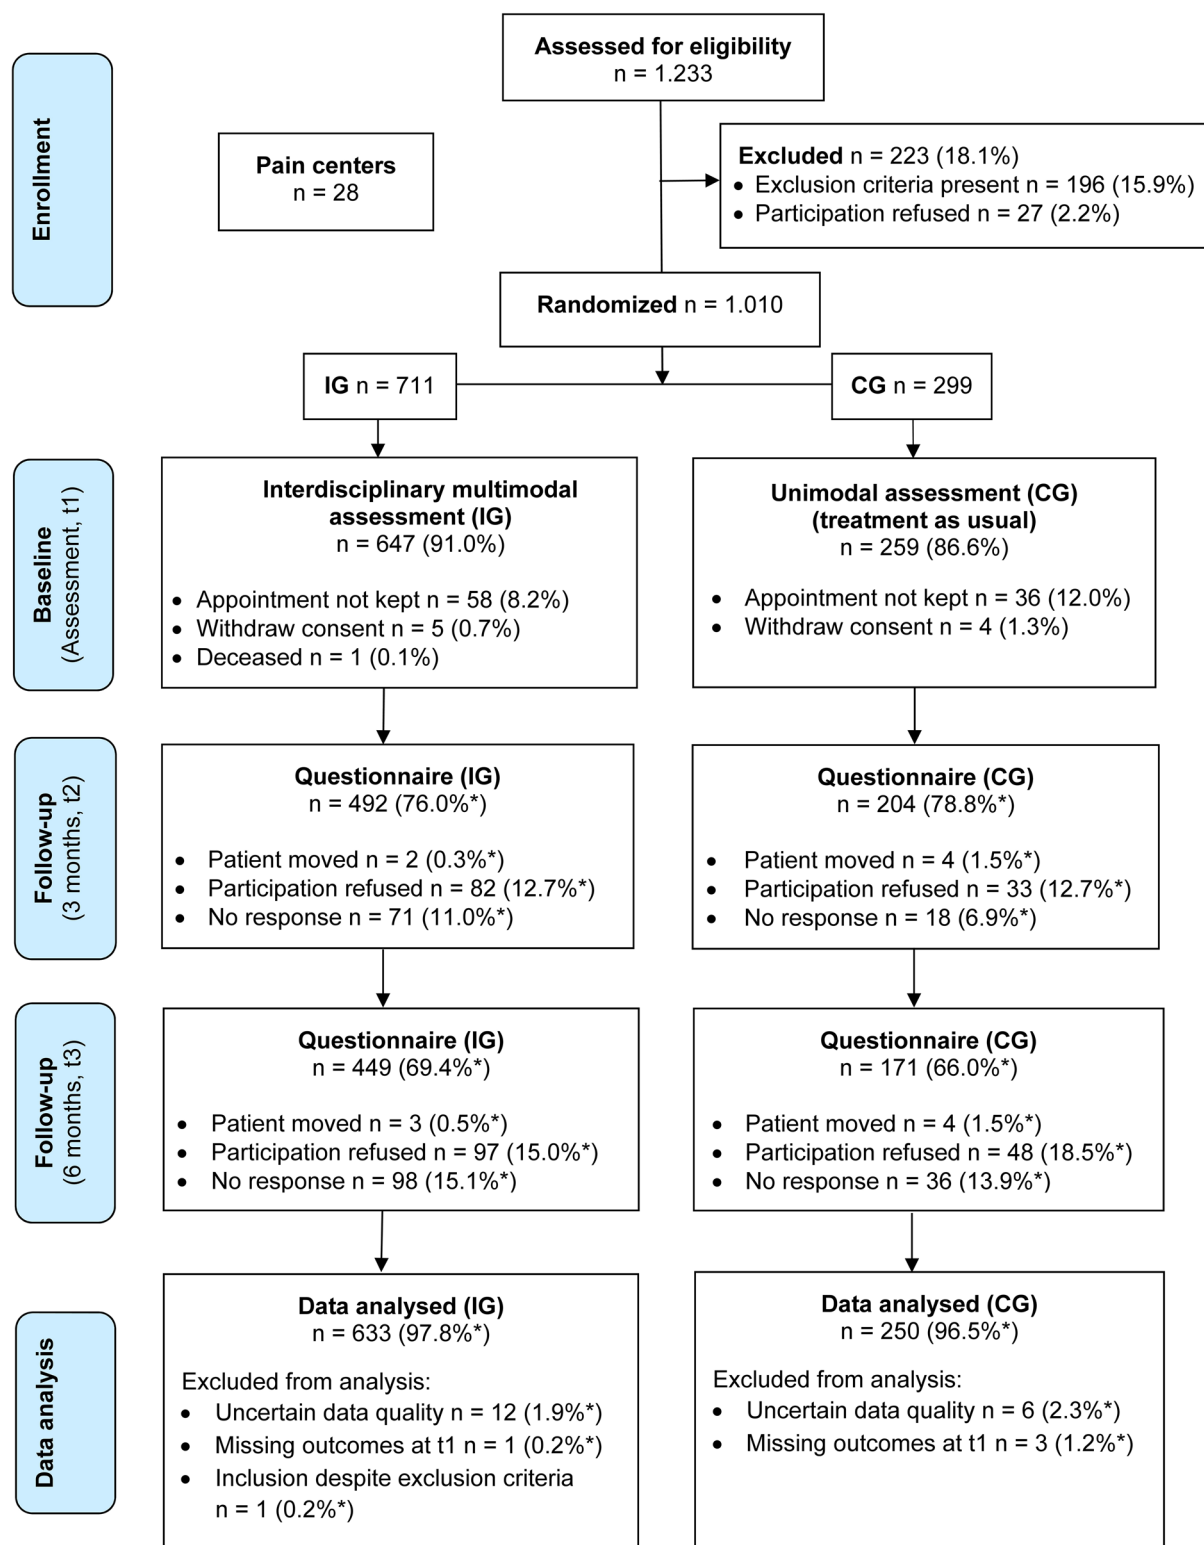 Enrollment
Assessed for eligibility
n = 1.233
Pain centers
n = 28
Excluded n = 223 (18.1%)
• Exclusion criteria present n = 196 (15.9%)
• Participation refused n = 27 (2.2%)
Randomized n = 1.010
IG n = 711
CG n = 299
Baseline
(Assessment, t1)
Interdisciplinary multimodal
assessment (IG)
n = 647 (91.0%)
• Appointment not kept n = 58 (8.2%)
• Withdraw consent n = 5 (0.7%)
• Deceased n = 1 (0.1%)
Unimodal assessment (CG)
(treatment as usual)
n = 259 (86.6%)
• Appointment not kept n = 36 (12.0%)
• Withdraw consent n = 4 (1.3%)
Follow-up
(3 months, t2)
Questionnaire (IG)
n = 492 (76.0%*)
• Patient moved n = 2 (0.3%*)
• Participation refused n = 82 (12.7%*)
• No response n = 71 (11.0%*)
Questionnaire (CG)
n = 204 (78.8%*)
• Patient moved n = 4 (1.5%*)
• Participation refused n = 33 (12.7%*)
• No response n = 18 (6.9%*)
Follow-up
(6 months, t3)
Questionnaire (IG)
n = 449 (69.4%*)
• Patient moved n = 3 (0.5%*)
• Participation refused n = 97 (15.0%*)
• No response n = 98 (15.1%*)
Questionnaire (CG)
n = 171 (66.0%*)
• Patient moved n = 4 (1.5%*)
• Participation refused n = 48 (18.5%*)
• No response n = 36 (13.9%*)
Data analysis
Data analysed (IG)
n = 633 (97.8%*)
Excluded from analysis:
• Uncertain data quality n = 12 (1.9%*)
• Missing outcomes at t1 n = 1 (0.2%*)
• Inclusion despite exclusion criteria
n = 1 (0.2%*)
Data analysed (CG)
n = 250 (96.5%*)
Excluded from analysis:
• Uncertain data quality n = 6 (2.3%*)
• Missing outcomes at t1 n = 3 (1.2%*)